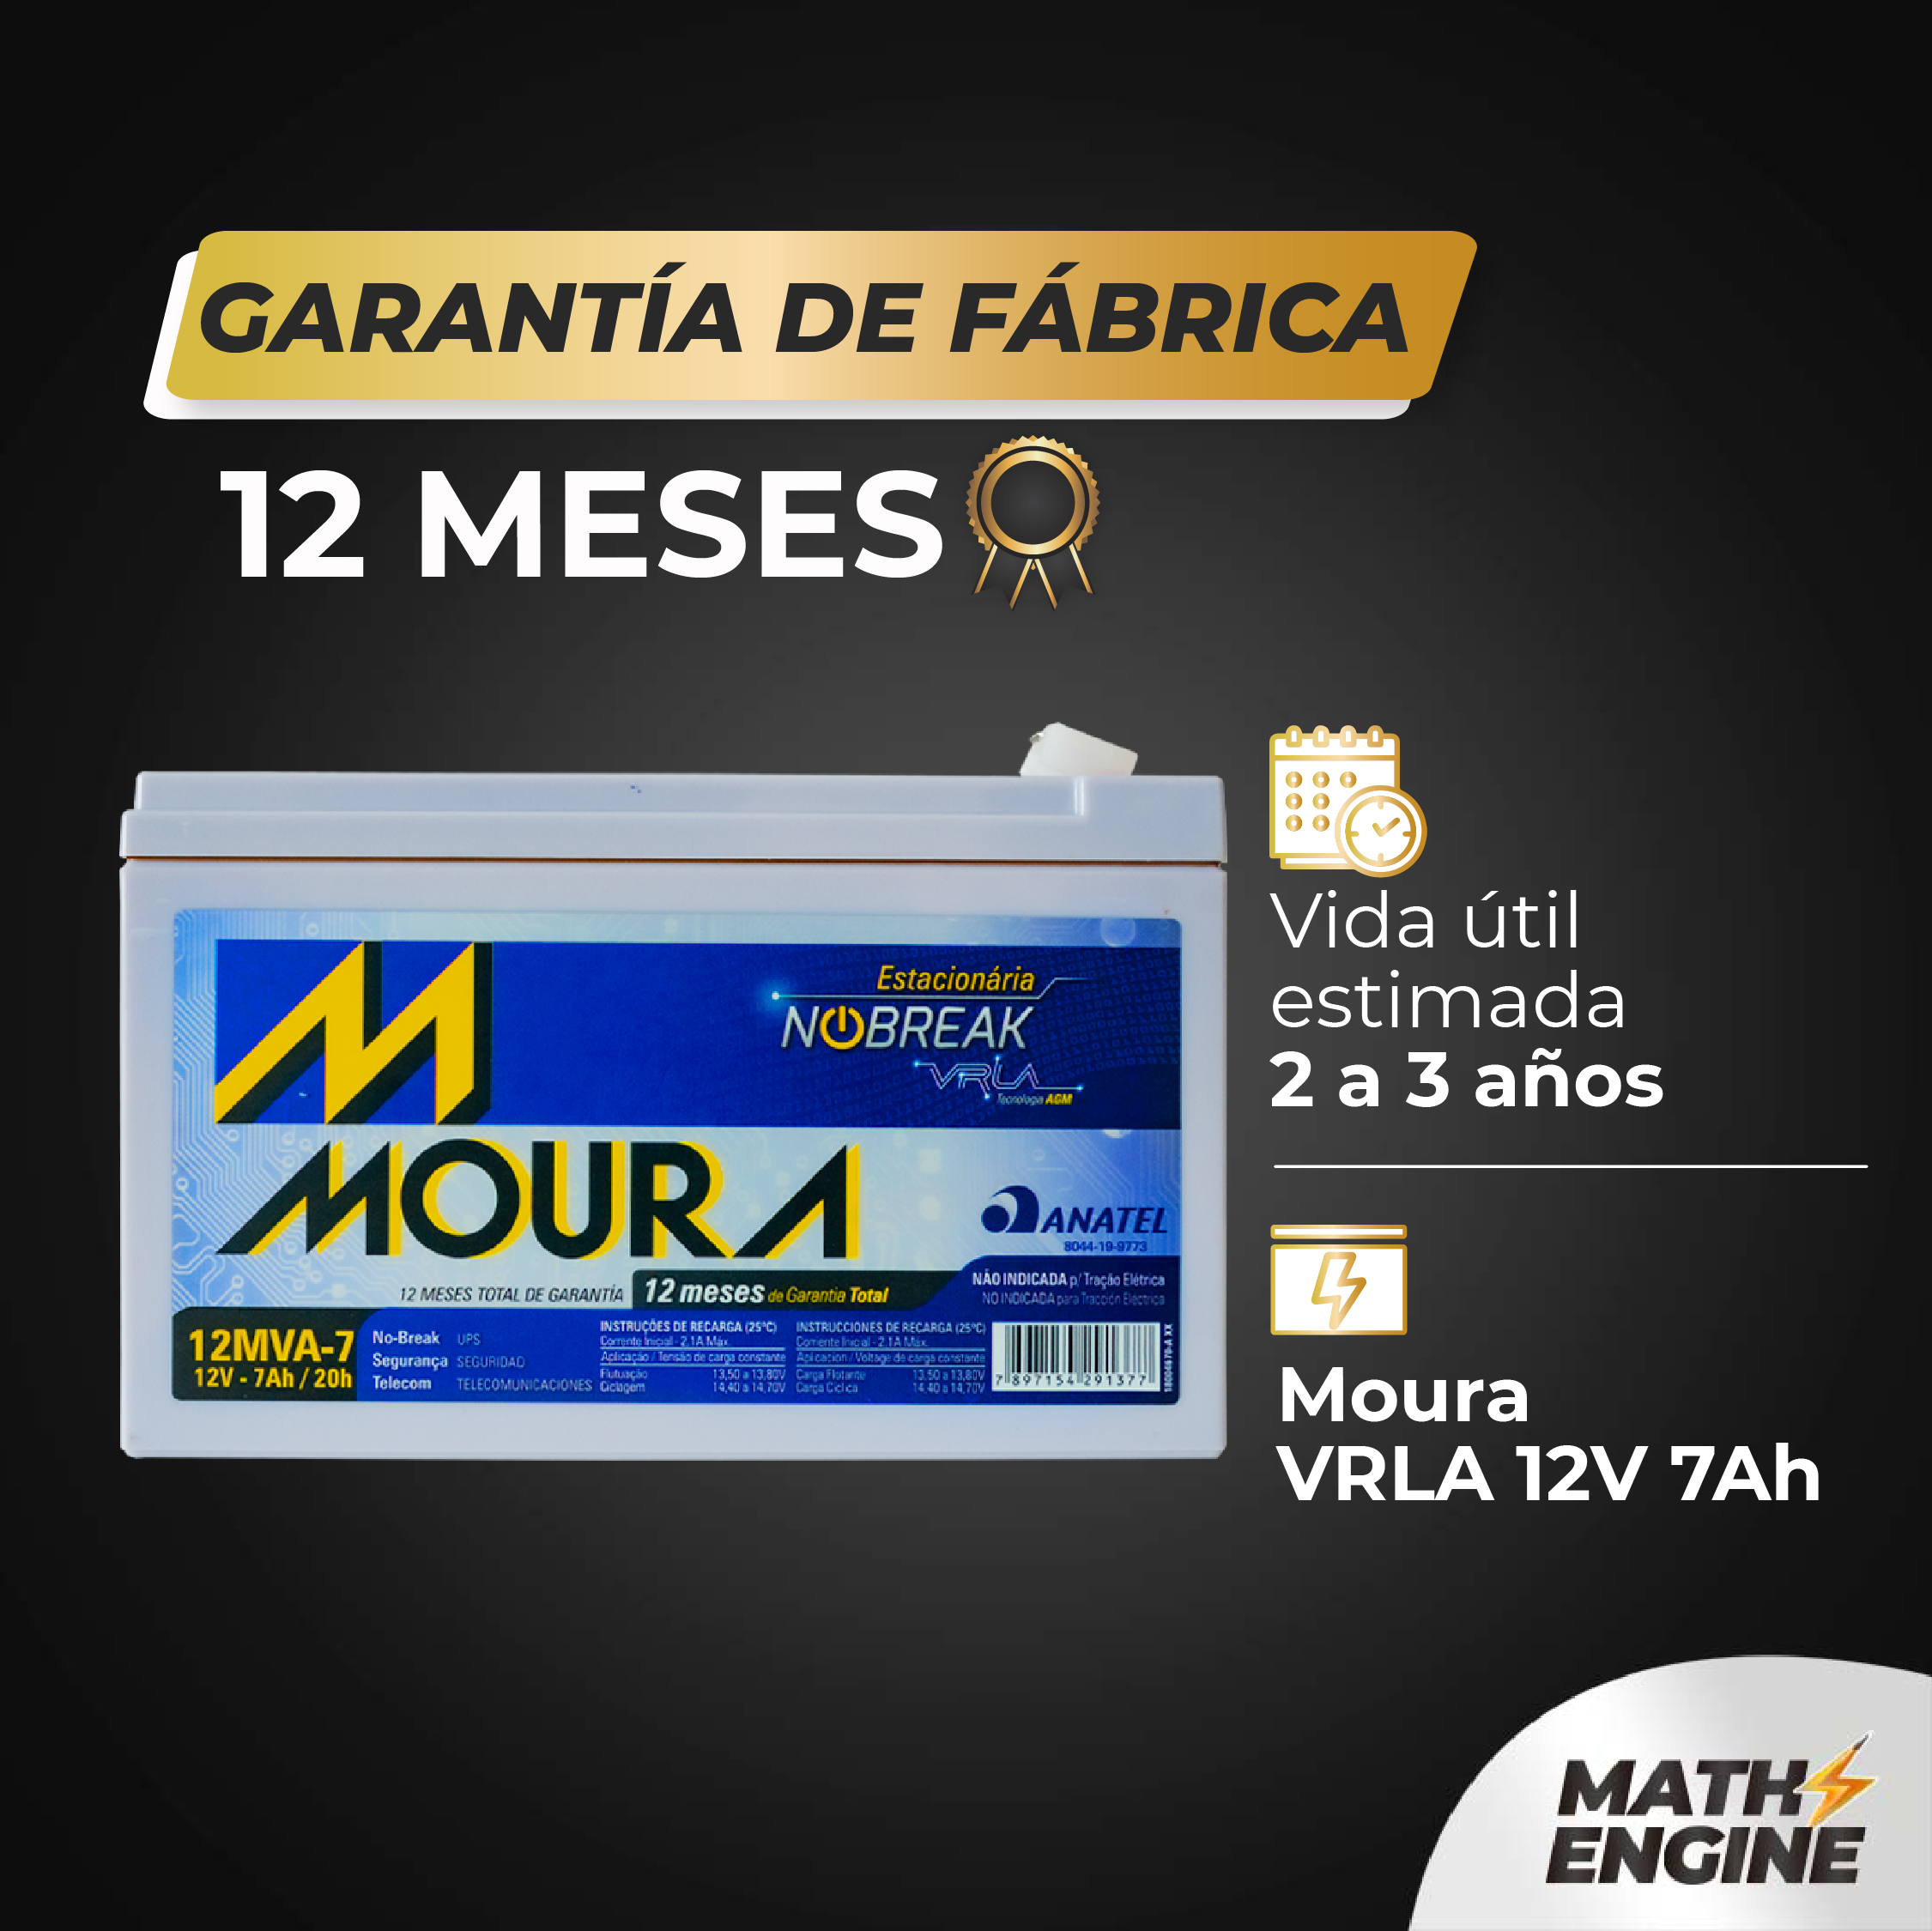 GARANTÍA DE FÁBRICA
12 MESES
Estacionária
NOBREAK
VRLA
Tecnologia AGM
MOURA
ANATEL
8044-19-9773
12 MESES TOTAL DE GARANTÍA
12 meses de Garantia Total
NÃO INDICADA p/ Tração Elétrica
NO INDICADA para Tracción Eléctrica
12MVA-7
12V - 7Ah / 20h
No-Break UPS
Segurança SEGURIDAD
Telecom TELECOMUNICACIONES
INSTRUÇÕES DE RECARGA (25°C)
Corrente Inicial - 2.1A Máx.
Aplicação / Tensão de carga constante
Flutuação 13,50 a 13,80V
Ciclagem 14,40 a 14,70V
INSTRUCCIONES DE RECARGA (25°C)
Corriente Inicial - 2.1A Máx.
Aplicacion / Voltage de carga constante
Carga Flotante 13,50 a 13,80V
Carga Cíclica 14,40 a 14,70V
7 897154 291377
Vida útil
estimada
2 a 3 años
Moura
VRLA 12V 7Ah
MATH
ENGINE